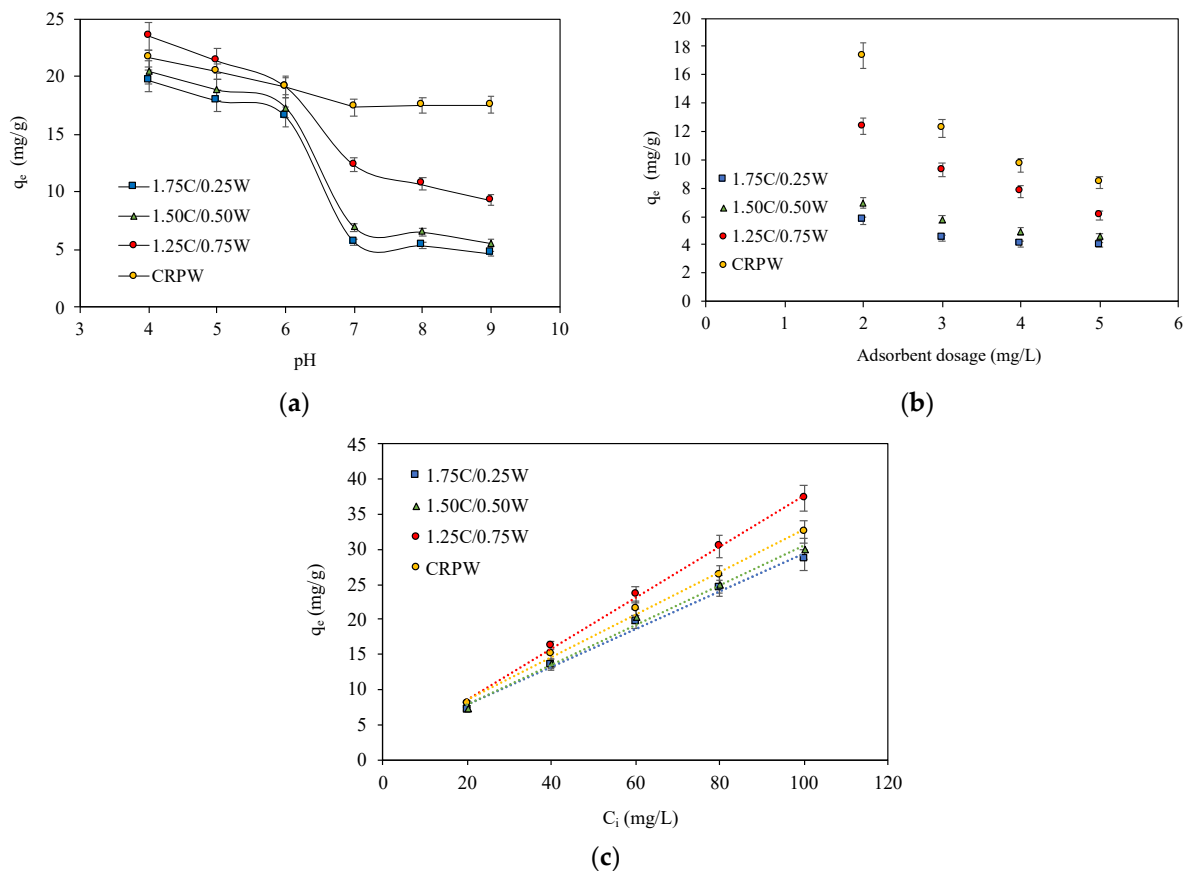 25
20
15
10
5
0
qe (mg/g)
1.75C/0.25W
1.50C/0.50W
1.25C/0.75W
CRPW
3 4 5 6 7 8 9 10
pH
(a)
20
18
16
14
12
10
8
6
4
2
0
qe (mg/g)
1.75C/0.25W
1.50C/0.50W
1.25C/0.75W
CRPW
0 1 2 3 4 5 6
Adsorbent dosage (mg/L)
(b)
45
40
35
30
25
20
15
10
5
0
qe (mg/g)
1.75C/0.25W
1.50C/0.50W
1.25C/0.75W
CRPW
0 20 40 60 80 100 120
Ci (mg/L)
(c)